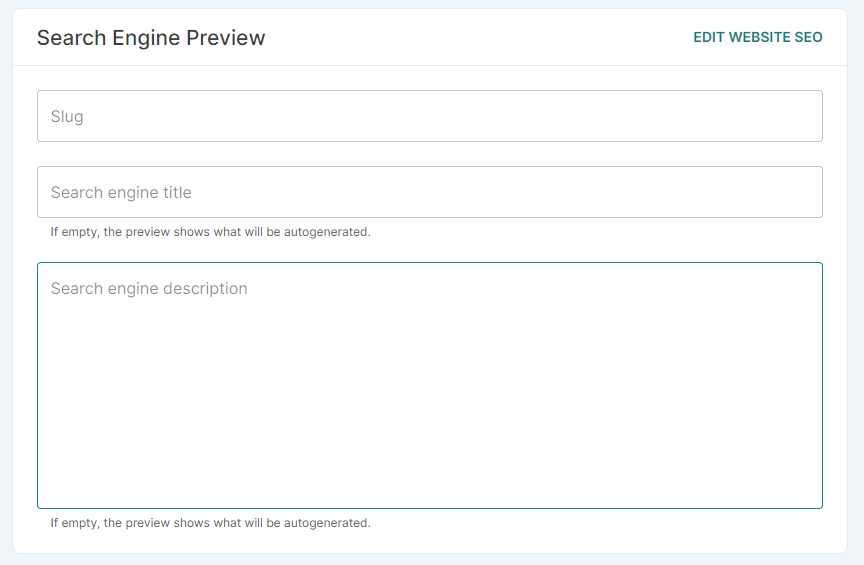 Search Engine Preview
EDIT WEBSITE SEO
Slug
Search engine title
If empty, the preview shows what will be autogenerated.
Search engine description
If empty, the preview shows what will be autogenerated.